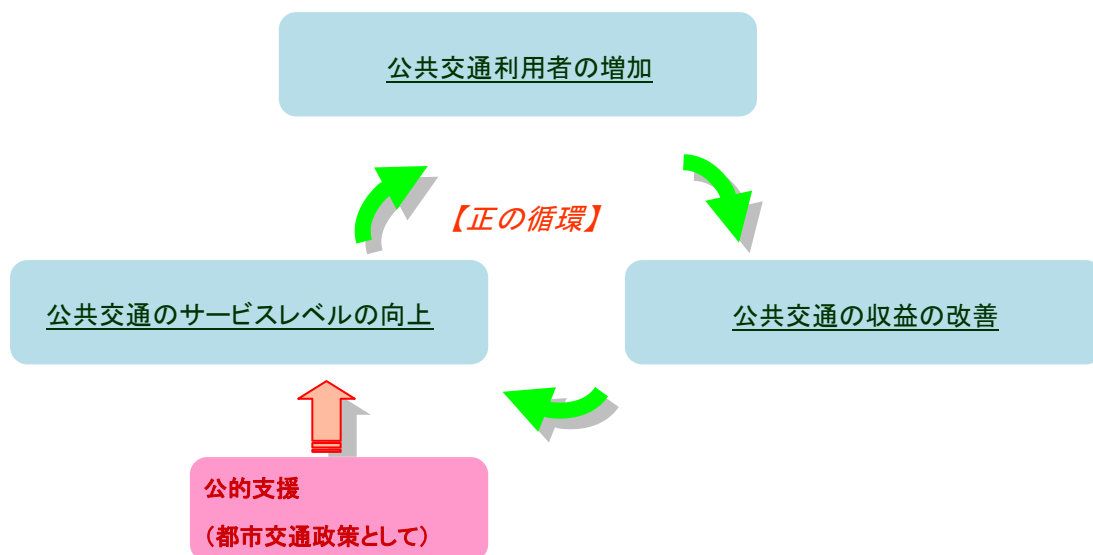 公共交通利用者の増加
【正の循環】
公共交通のサービスレベルの向上
公共交通の収益の改善
公的支援
（都市交通政策として）